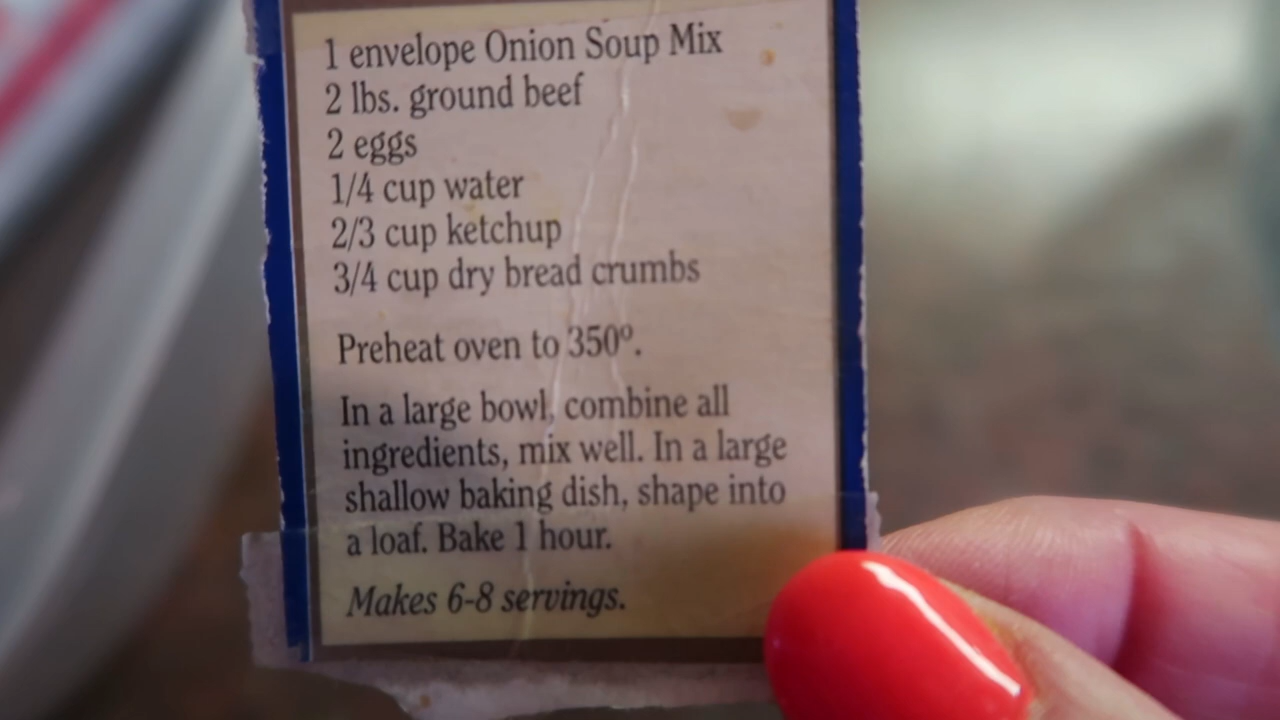 1 envelope Onion Soup Mix
2 lbs. ground beef
2 eggs
1/4 cup water
2/3 cup ketchup
3/4 cup dry bread crumbs
Preheat oven to 350º.
In a large bowl, combine all
ingredients, mix well. In a large
shallow baking dish, shape into
a loaf. Bake 1 hour.
Makes 6-8 servings.